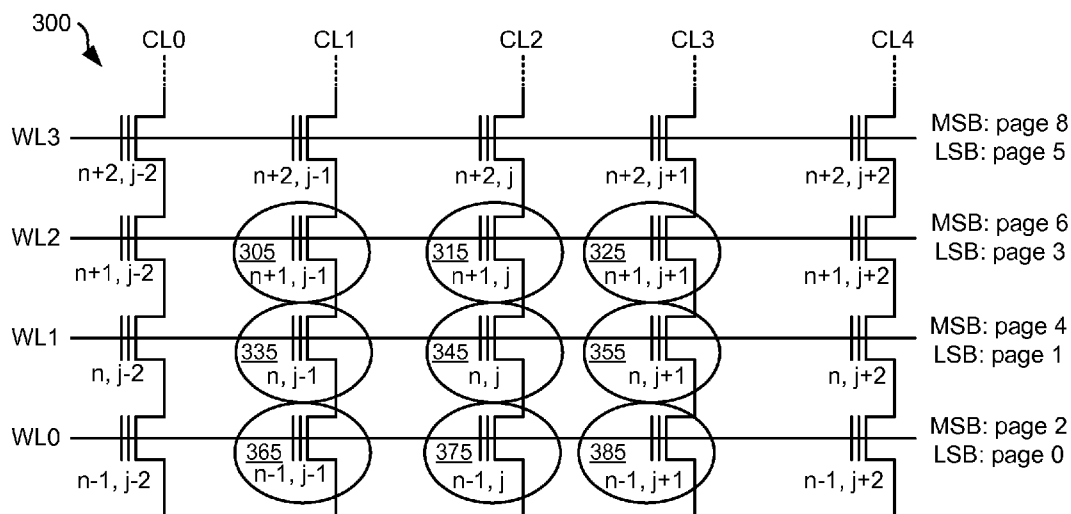 300
CL0 CL1 CL2 CL3 CL4
WL3
MSB: page 8
LSB: page 5
n+2, j-2 n+2, j-1 n+2, j n+2, j+1 n+2, j+2
WL2
MSB: page 6
LSB: page 3
305 315 325
n+1, j-2 n+1, j-1 n+1, j n+1, j+1 n+1, j+2
WL1
MSB: page 4
LSB: page 1
335 345 355
n, j-2 n, j-1 n, j n, j+1 n, j+2
WL0
MSB: page 2
LSB: page 0
365 375 385
n-1, j-2 n-1, j-1 n-1, j n-1, j+1 n-1, j+2